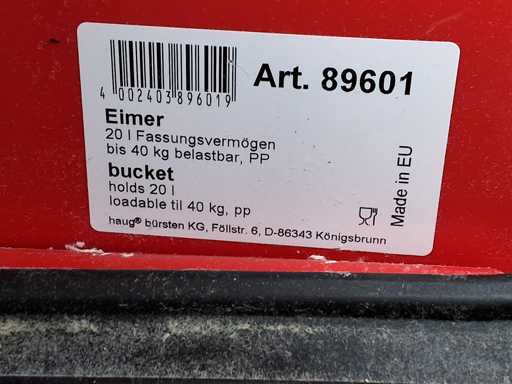 Art. 89601
4 002403 896019
Eimer
20 l Fassungsvermögen
bis 40 kg belastbar, PP
bucket
holds 20 l
loadable til 40 kg, pp
haug® bürsten KG, Föllstr. 6, D-86343 Königsbrunn
Made in EU